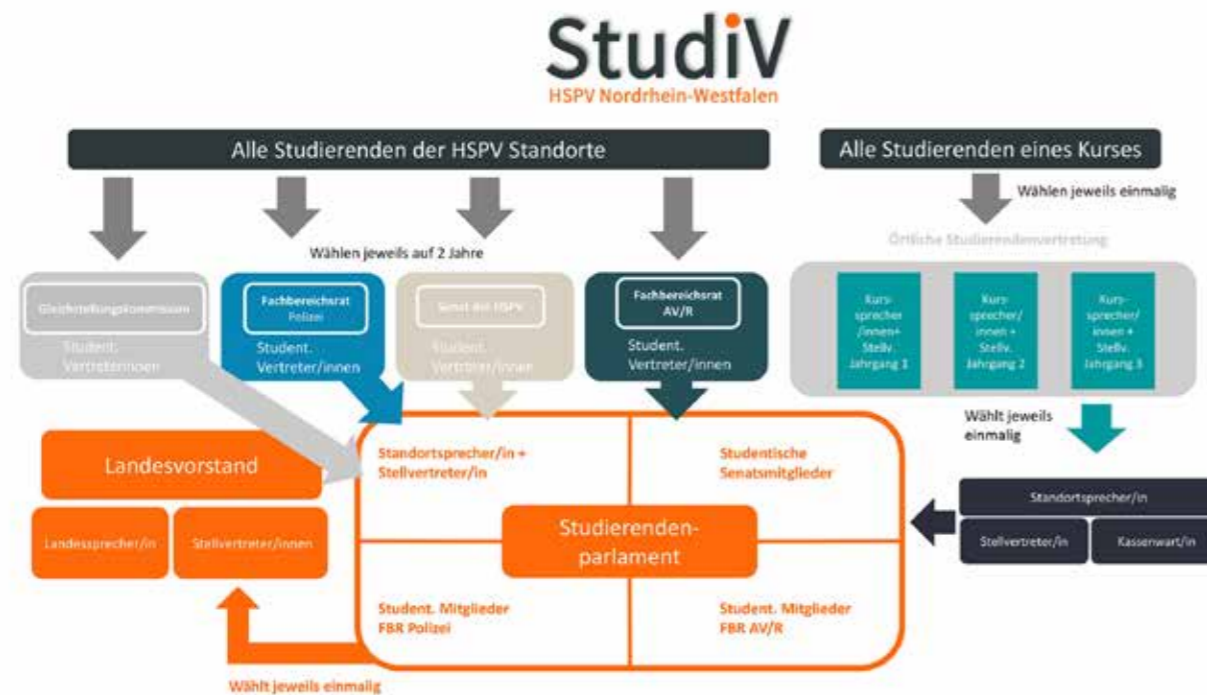 StudiV
HSPV Nordrhein-Westfalen
Alle Studierenden der HSPV Standorte
Alle Studierenden eines Kurses
Wählen jeweils einmalig
Wählen jeweils auf 2 Jahre
Örtliche Studierendenvertretung
Gleichstellungskommission
Student.
Vertreterinnen
Fachbereichsrat
Polizei
Student.
Vertreter/innen
Senat der HSPV
Student.
Vertreter/innen
Fachbereichsrat
AV/R
Student.
Vertreter/innen
Kurs-
sprecher
/innen+
Stellv.
Jahrgang 1
Kurs-
sprecher/
innen +
Stellv.
Jahrgang 2
Kurs-
sprecher/
innen +
Stellv.
Jahrgang 3
Wählt jeweils
einmalig
Landesvorstand
Landessprecher/in
Stellvertreter/innen
Standortsprecher/in +
Stellvertreter/in
Studentische
Senatsmitglieder
Studierenden-
parlament
Student. Mitglieder
FBR Polizei
Student. Mitglieder
FBR AV/R
Standortsprecher/in
Stellvertreter/in
Kassenwart/in
Wählt jeweils einmalig